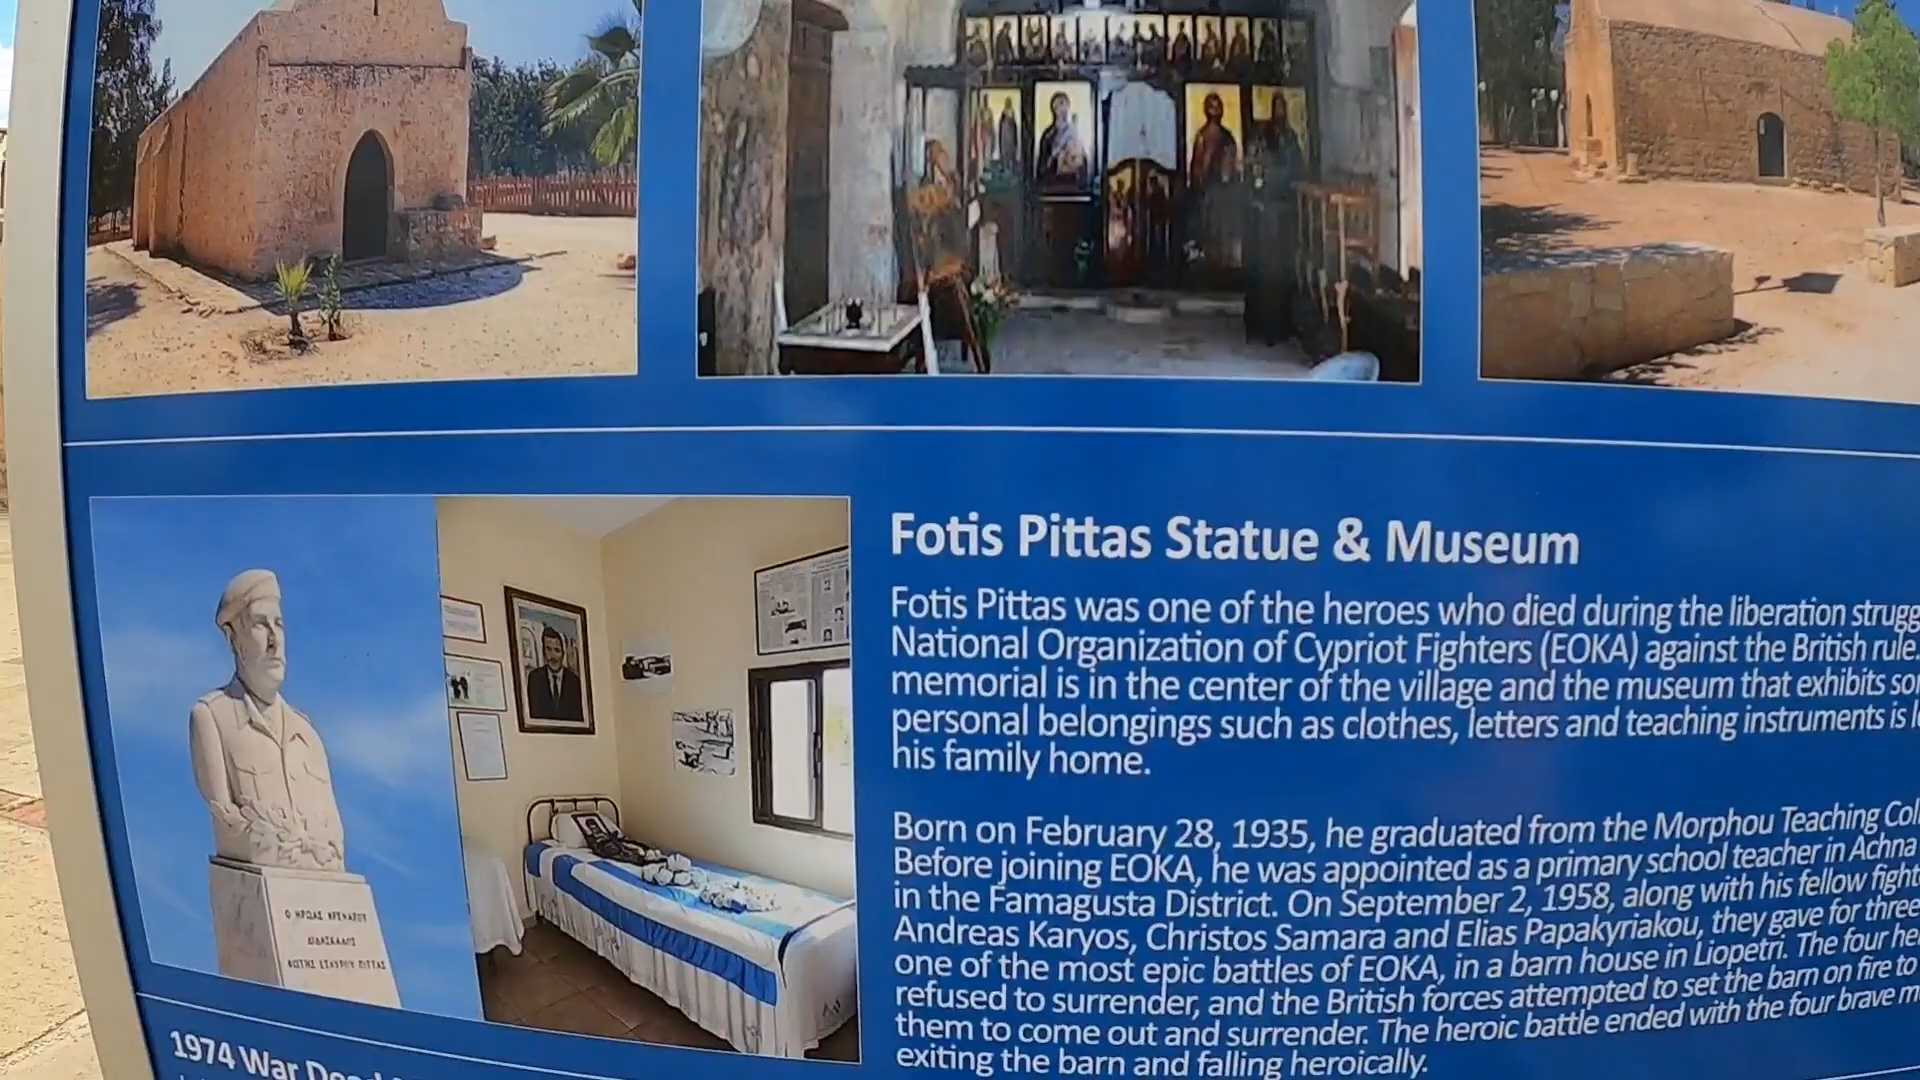 Fotis Pittas Statue & Museum
Fotis Pittas was one of the heroes who died during the liberation
National Organization of Cypriot Fighters (EOKA) against the British rule.
memorial is in the center of the village and the museum that exhibits
personal belongings such as clothes, letters and teaching instruments is
his family home.
Born on February 28, 1935, he graduated from the Morphou Teaching
Before joining EOKA, he was appointed as a primary school teacher in Achna
in the Famagusta District. On September 2, 1958, along with his fellow
Andreas Karyos, Christos Samara and Elias Papakyriakou, they gave for three
one of the most epic battles of EOKA, in a barn house in Liopetri. The four
refused to surrender, and the British forces attempted to set the barn on fire to
them to come out and surrender. The heroic battle ended with the four brave
exiting the barn and falling heroically.
Ο ΗΡΩΑΣ ΦΡΕΝΑΡΟΥ
ΔΙΔΑΣΚΑΛΟΣ
ΦΩΤΗΣ ΣΤΑΥΡΟΥ ΠΙΤΤΑΣ
1974 War